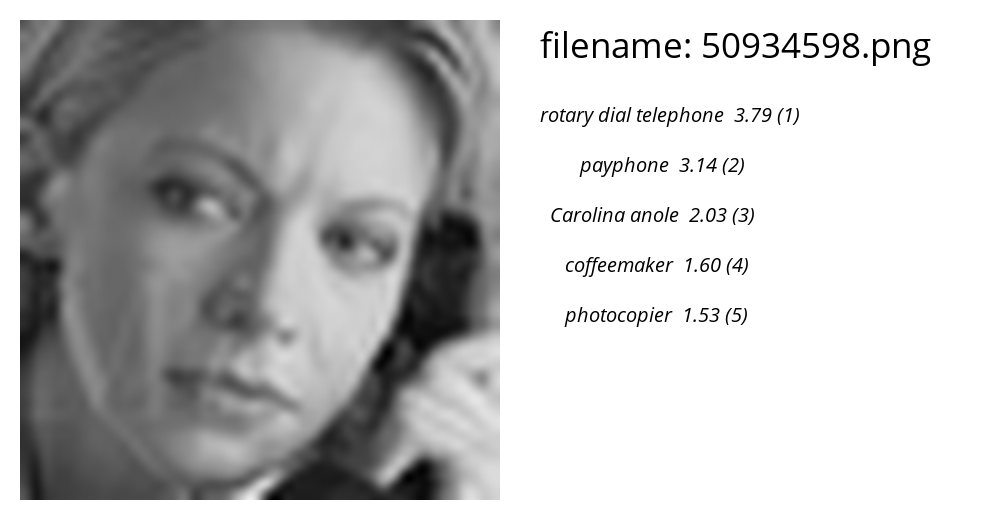 filename: 50934598.png
rotary dial telephone 3.79 (1)
payphone 3.14 (2)
Carolina anole 2.03 (3)
coffeemaker 1.60 (4)
photocopier 1.53 (5)